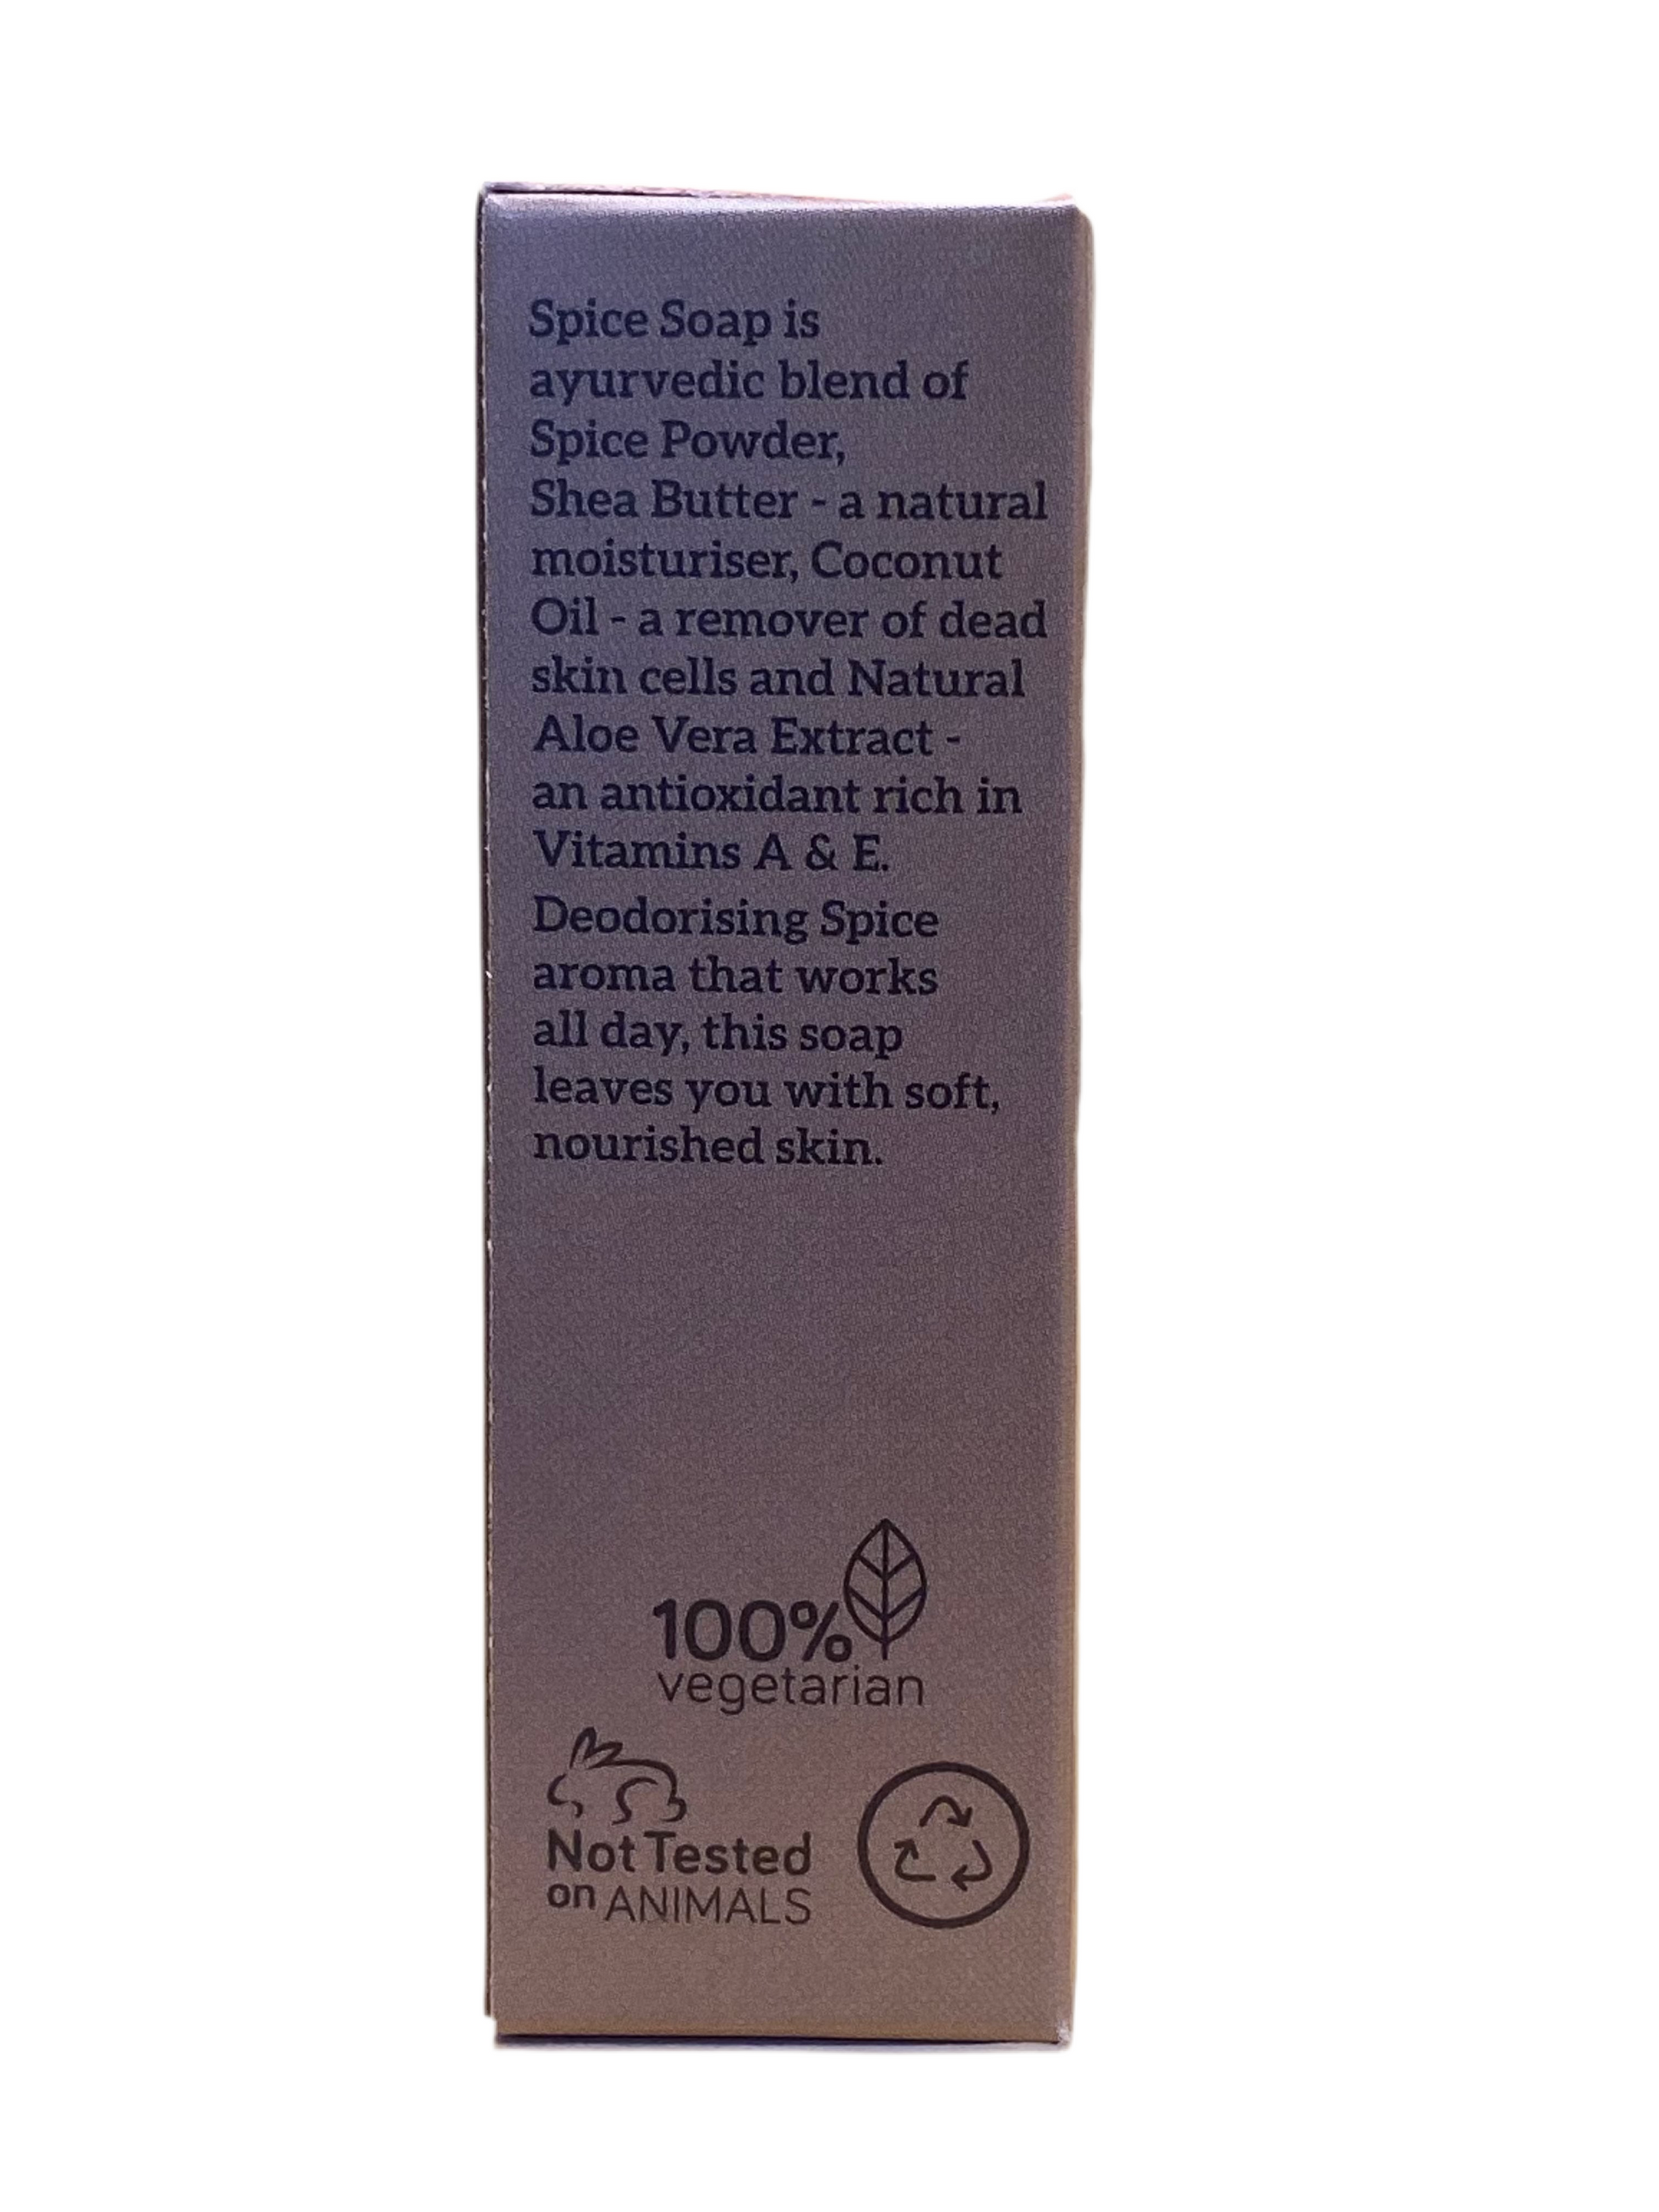 Spice Soap is
ayurvedic blend of
Spice Powder,
Shea Butter - a natural
moisturiser, Coconut
Oil - a remover of dead
skin cells and Natural
Aloe Vera Extract -
an antioxidant rich in
Vitamins A & E.
Deodorising Spice
aroma that works
all day, this soap
leaves you with soft,
nourished skin.
100%
vegetarian
Not Tested
on ANIMALS